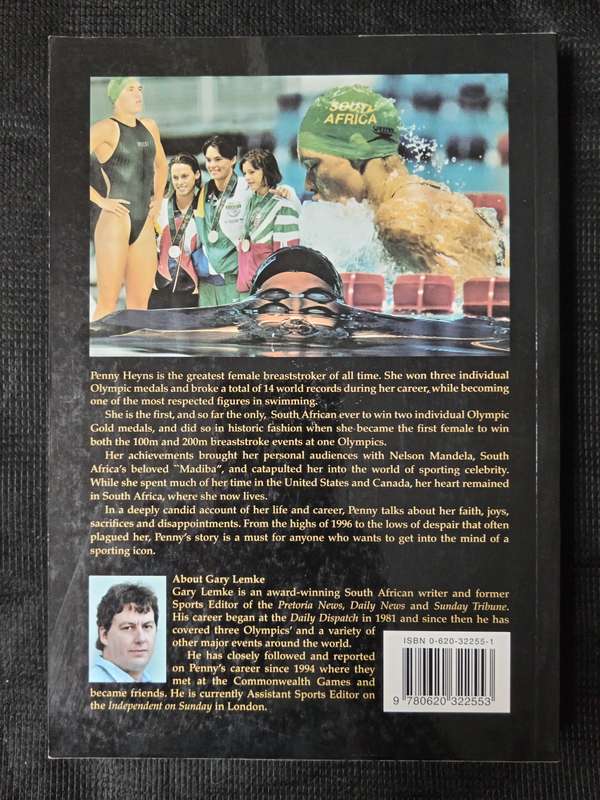 SOUTH
AFRICA
Penny Heyns is the greatest female breaststroker of all time. She won three individual
Olympic medals and broke a total of 14 world records during her career, while becoming
one of the most respected figures in swimming.
She is the first, and so far the only, South African ever to win two individual Olympic
Gold medals, and did so in historic fashion when she became the first female to win
both the 100m and 200m breaststroke events at one Olympics.
Her achievements brought her personal audiences with Nelson Mandela, South
Africa's beloved "Madiba", and catapulted her into the world of sporting celebrity.
While she spent much of her time in the United States and Canada, her heart remained
in South Africa, where she now lives.
In a deeply candid account of her life and career, Penny talks about her faith, joys,
sacrifices and disappointments. From the highs of 1996 to the lows of despair that often
plagued her, Penny's story is a must for anyone who wants to get into the mind of a
sporting icon.
About Gary Lemke
Gary Lemke is an award-winning South African writer and former
Sports Editor of the Pretoria News, Daily News and Sunday Tribune.
His career began at the Daily Dispatch in 1981 and since then he has
covered three Olympics' and a variety of
other major events around the world.
He has closely followed and reported
on Penny's career since 1994 where they
met at the Commonwealth Games and
became friends. He is currently Assistant Sports Editor on
the Independent on Sunday in London.
ISBN 0-620-32255-1
9 780620 322553